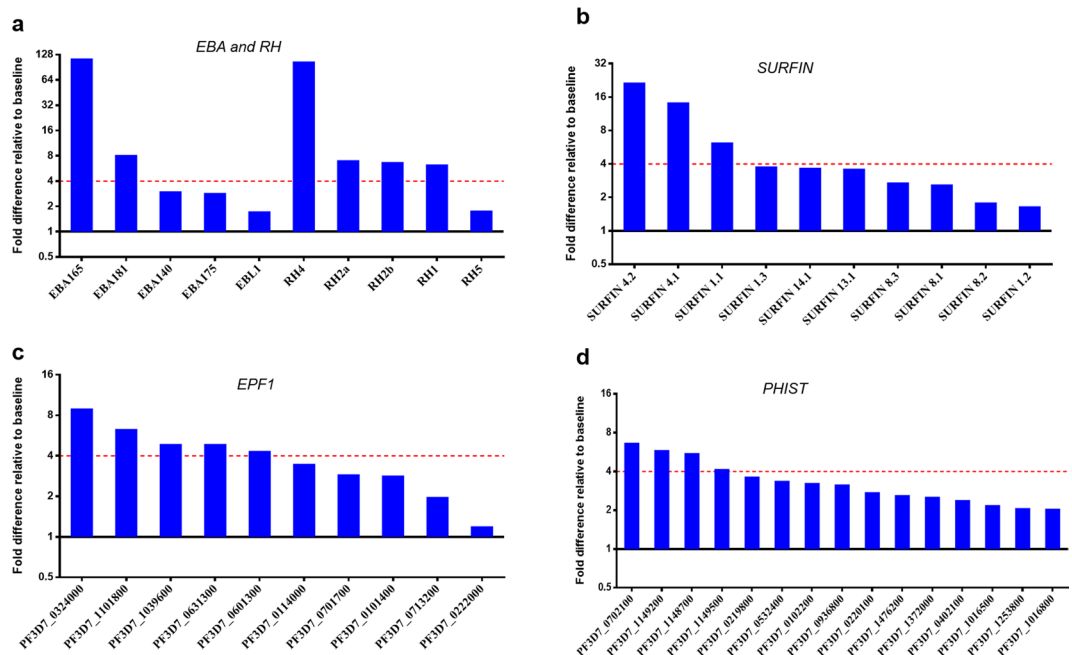 a
EBA and RH
Fold difference relative to baseline
128
64
32
16
8
4
2
1
0.5
EBA165
EBA181
EBA140
EBA175
EBL1
RH4
RH2a
RH2b
RH1
RH5
b
SURFIN
Fold difference relative to baseline
32
16
8
4
2
1
0.5
SURFIN 4.2
SURFIN 4.1
SURFIN 1.1
SURFIN 1.3
SURFIN 14.1
SURFIN 13.1
SURFIN 8.3
SURFIN 8.1
SURFIN 8.2
SURFIN 1.2
c
EPF1
Fold difference relative to baseline
16
8
4
2
1
0.5
PF3D7_0324000
PF3D7_1101800
PF3D7_1039600
PF3D7_0631300
PF3D7_0601300
PF3D7_0114000
PF3D7_0701700
PF3D7_0101400
PF3D7_0713200
PF3D7_0222000
d
PHIST
Fold difference relative to baseline
16
8
4
2
1
0.5
PF3D7_0702100
PF3D7_1149200
PF3D7_1148700
PF3D7_1149500
PF3D7_0219800
PF3D7_0532400
PF3D7_0102200
PF3D7_0936800
PF3D7_0220100
PF3D7_1476200
PF3D7_1372000
PF3D7_0402100
PF3D7_1016500
PF3D7_1253800
PF3D7_1016800